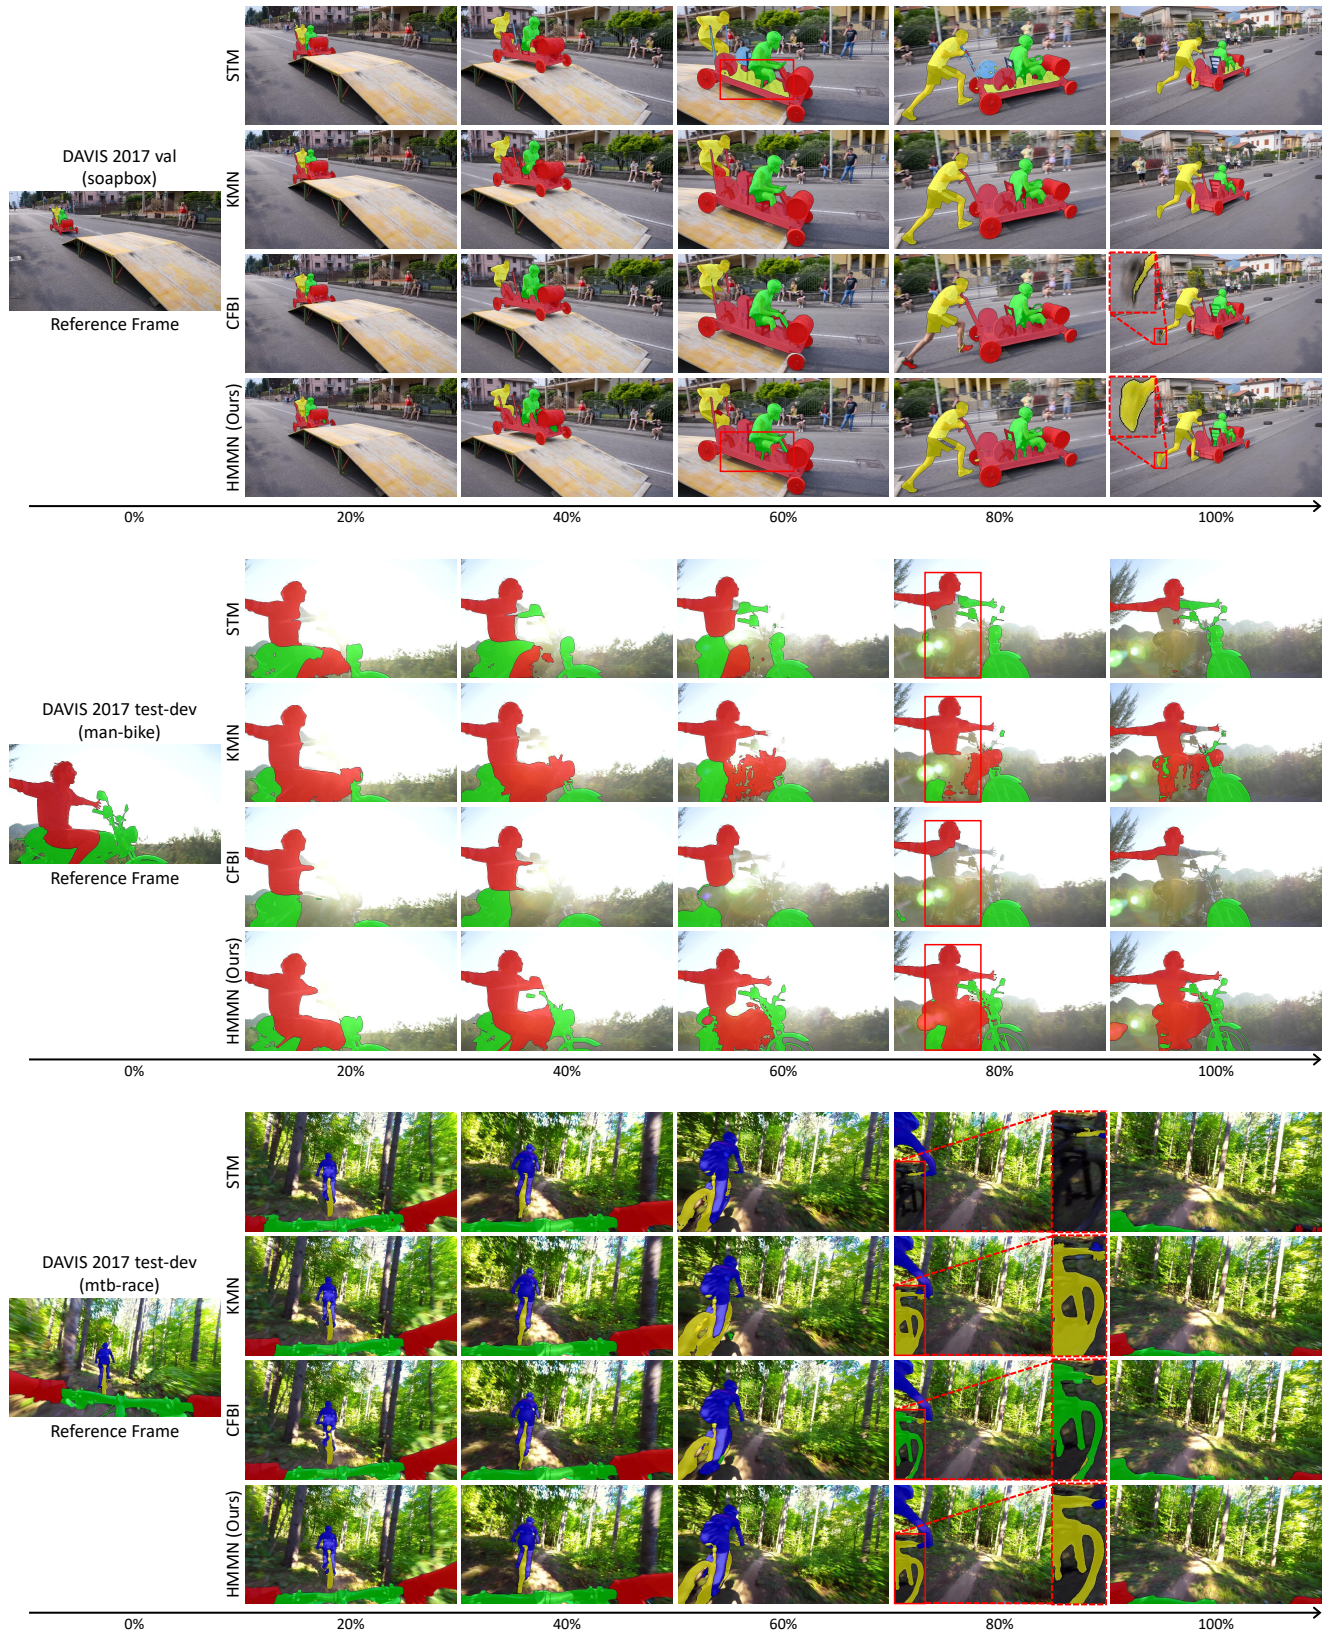 STM
DAVIS 2017 val
(soapbox)
KMN
Reference Frame
CFBI
HMMN (Ours)
0% 20% 40% 60% 80% 100%
STM
DAVIS 2017 test-dev
(man-bike)
KMN
Reference Frame
CFBI
HMMN (Ours)
0% 20% 40% 60% 80% 100%
STM
DAVIS 2017 test-dev
(mtb-race)
KMN
Reference Frame
CFBI
HMMN (Ours)
0% 20% 40% 60% 80% 100%